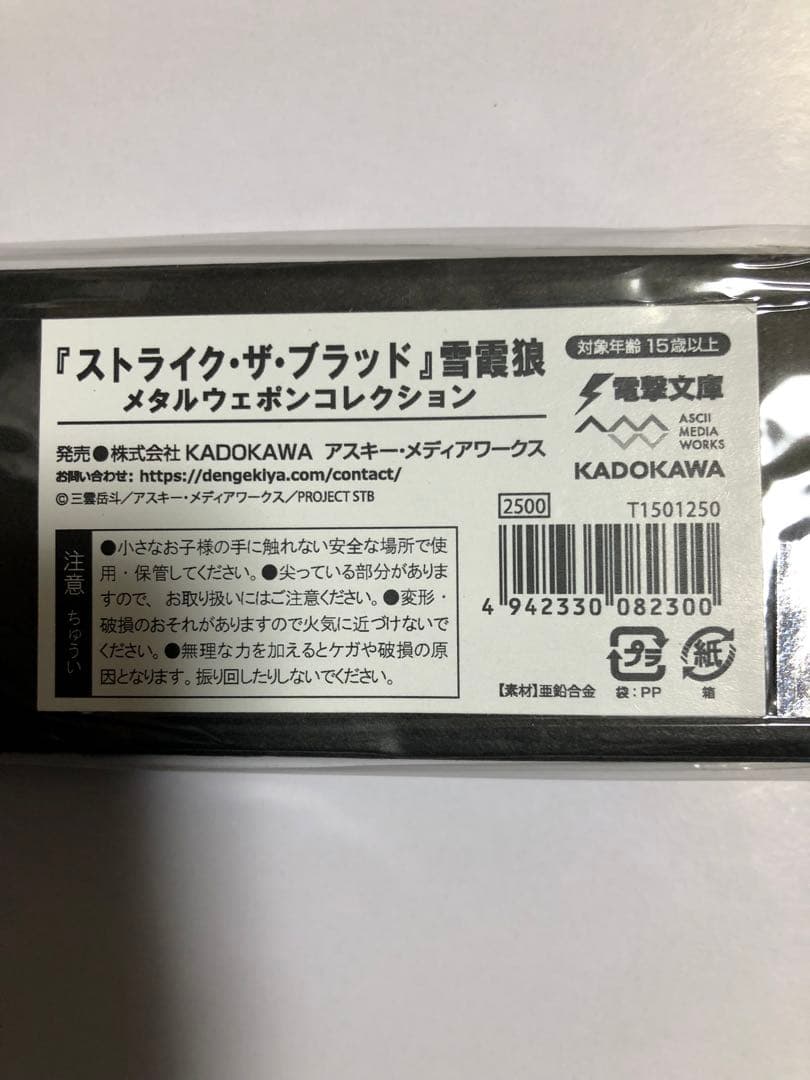 『ストライク・ザ・ブラッド』雪霞狼
メタルウェポンコレクション
対象年齢 15歳以上
電撃文庫
ASCII
MEDIA
WORKS
KADOKAWA
発売●株式会社 KADOKAWA アスキー・メディアワークス
お問い合わせ: https://dengekiya.com/contact/
©三雲岳斗/アスキー・メディアワークス/PROJECT STB
注意 ちゅうい
●小さなお子様の手に触れない安全な場所で使
用・保管してください。●尖っている部分がありま
すので、お取り扱いにはご注意ください。●変形・
破損のおそれがありますので火気に近づけないで
ください。●無理な力を加えるとケガや破損の原
因となります。振り回したりしないでください。
2500 T1501250
4 942330 082300
プラ 紙
【素材】亜鉛合金 袋:PP 箱